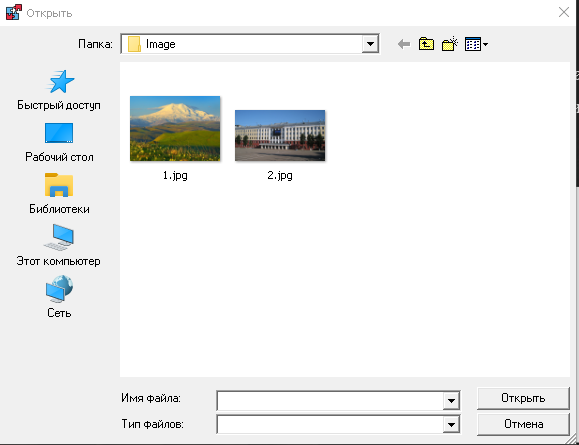 Открыть
Папка: Image
Быстрый доступ
Рабочий стол
Библиотеки
Этот компьютер
Сеть
1.jpg
2.jpg
Имя файла:
Открыть
Тип файлов:
Отмена